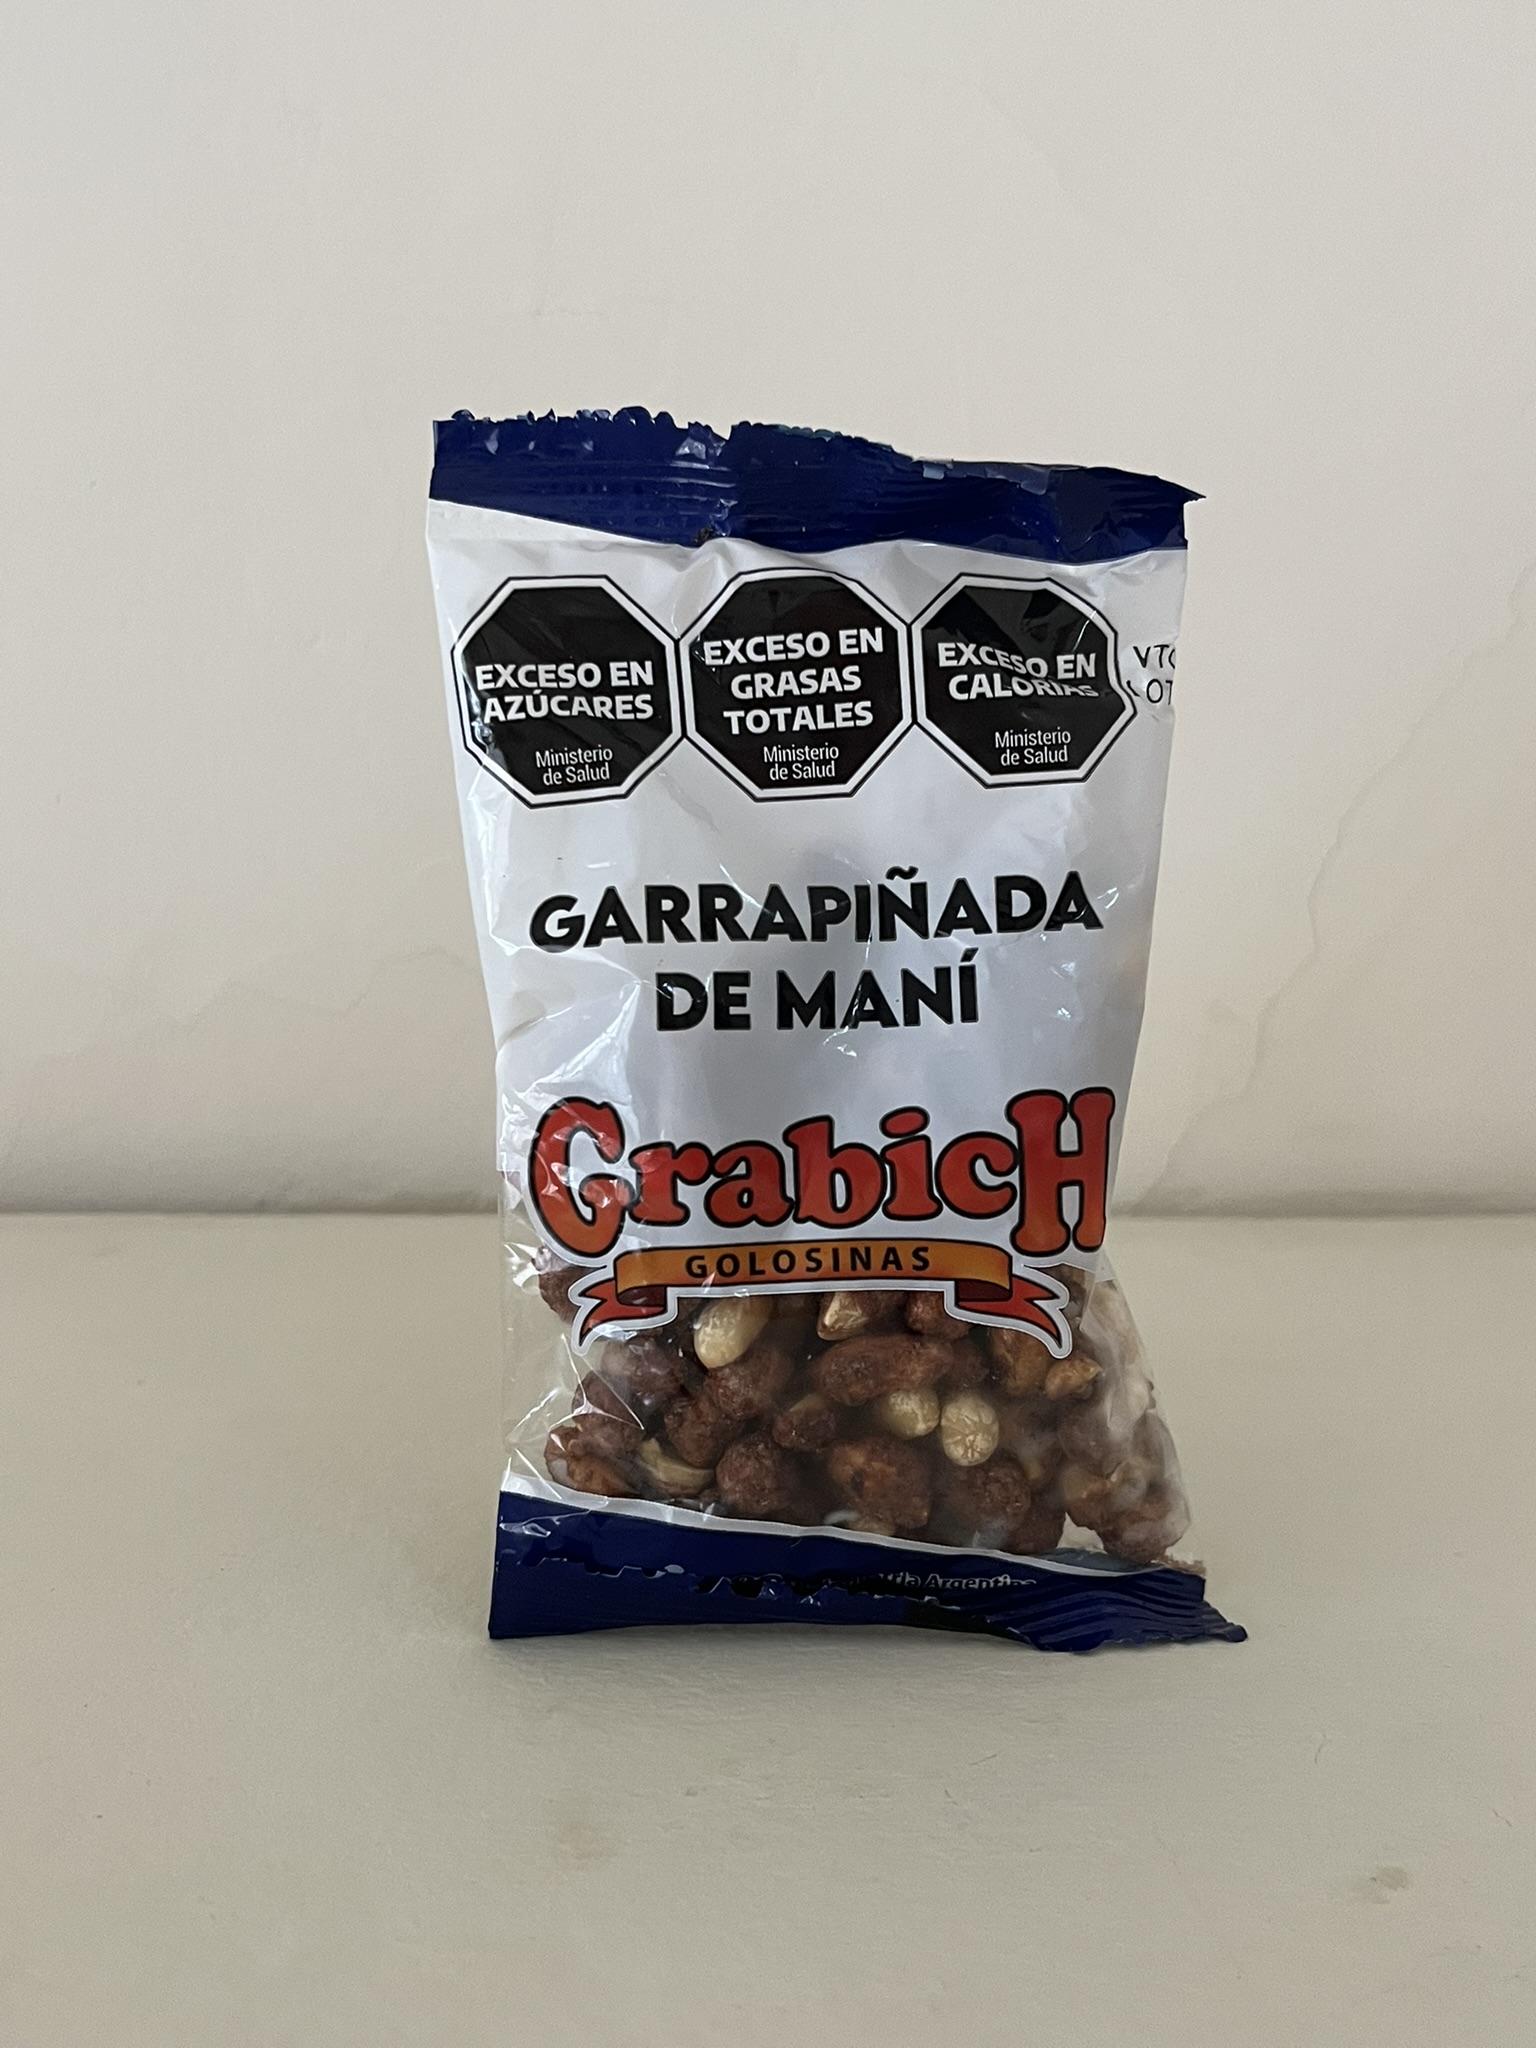 EXCESO EN
AZÚCARES
Ministerio
de Salud
EXCESO EN
GRASAS
TOTALES
Ministerio
de Salud
EXCESO EN
CALORÍAS
Ministerio
de Salud
GARRAPIÑADA
DE MANÍ
GrabicH
GOLOSINAS
Argentina